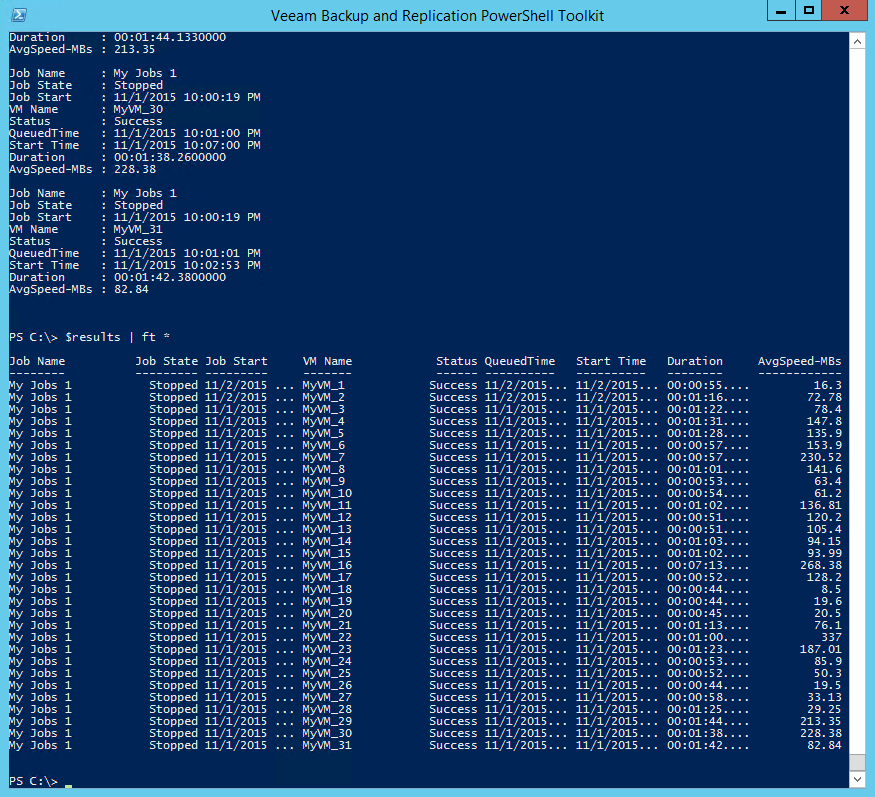 Veeam Backup and Replication PowerShell Toolkit
Duration     : 00:01:44.1330000
AvgSpeed-MBs : 213.35
Job Name     : My Jobs 1
Job State    : Stopped
Job Start    : 11/1/2015 10:00:19 PM
VM Name      : MyVM_30
Status       : Success
QueuedTime   : 11/1/2015 10:01:00 PM
Start Time   : 11/1/2015 10:07:00 PM
Duration     : 00:01:38.2600000
AvgSpeed-MBs : 228.38
Job Name     : My Jobs 1
Job State    : Stopped
Job Start    : 11/1/2015 10:00:19 PM
VM Name      : MyVM_31
Status       : Success
QueuedTime   : 11/1/2015 10:01:01 PM
Start Time   : 11/1/2015 10:02:53 PM
Duration     : 00:01:42.3800000
AvgSpeed-MBs : 82.84
PS C:\> $results | ft *
Job Name Job State Job Start VM Name Status QueuedTime Start Time Duration AvgSpeed-MBs
-------- --------- --------- ------- ------ ---------- ---------- -------- ------------
My Jobs 1 Stopped 11/2/2015 ... MyVM_1 Success 11/2/2015... 11/2/2015... 00:00:55.... 16.3
My Jobs 1 Stopped 11/2/2015 ... MyVM_2 Success 11/2/2015... 11/2/2015... 00:01:16.... 72.78
My Jobs 1 Stopped 11/1/2015 ... MyVM_3 Success 11/1/2015... 11/1/2015... 00:01:22.... 78.4
My Jobs 1 Stopped 11/1/2015 ... MyVM_4 Success 11/1/2015... 11/1/2015... 00:01:31.... 147.8
My Jobs 1 Stopped 11/1/2015 ... MyVM_5 Success 11/1/2015... 11/1/2015... 00:01:28.... 135.9
My Jobs 1 Stopped 11/1/2015 ... MyVM_6 Success 11/1/2015... 11/1/2015... 00:00:57.... 153.9
My Jobs 1 Stopped 11/1/2015 ... MyVM_7 Success 11/1/2015... 11/1/2015... 00:00:57.... 230.52
My Jobs 1 Stopped 11/1/2015 ... MyVM_8 Success 11/1/2015... 11/1/2015... 00:01:01.... 141.6
My Jobs 1 Stopped 11/1/2015 ... MyVM_9 Success 11/1/2015... 11/1/2015... 00:00:53.... 63.4
My Jobs 1 Stopped 11/1/2015 ... MyVM_10 Success 11/1/2015... 11/1/2015... 00:00:54.... 61.2
My Jobs 1 Stopped 11/1/2015 ... MyVM_11 Success 11/1/2015... 11/1/2015... 00:01:02.... 136.81
My Jobs 1 Stopped 11/1/2015 ... MyVM_12 Success 11/1/2015... 11/1/2015... 00:00:51.... 120.2
My Jobs 1 Stopped 11/1/2015 ... MyVM_13 Success 11/1/2015... 11/1/2015... 00:00:51.... 105.4
My Jobs 1 Stopped 11/1/2015 ... MyVM_14 Success 11/1/2015... 11/1/2015... 00:01:03.... 94.15
My Jobs 1 Stopped 11/1/2015 ... MyVM_15 Success 11/1/2015... 11/1/2015... 00:01:02.... 93.99
My Jobs 1 Stopped 11/1/2015 ... MyVM_16 Success 11/1/2015... 11/1/2015... 00:07:13.... 268.38
My Jobs 1 Stopped 11/1/2015 ... MyVM_17 Success 11/1/2015... 11/1/2015... 00:00:52.... 128.2
My Jobs 1 Stopped 11/1/2015 ... MyVM_18 Success 11/1/2015... 11/1/2015... 00:00:44.... 8.5
My Jobs 1 Stopped 11/1/2015 ... MyVM_19 Success 11/1/2015... 11/1/2015... 00:00:44.... 19.6
My Jobs 1 Stopped 11/1/2015 ... MyVM_20 Success 11/1/2015... 11/1/2015... 00:00:45.... 20.5
My Jobs 1 Stopped 11/1/2015 ... MyVM_21 Success 11/1/2015... 11/1/2015... 00:01:13.... 76.1
My Jobs 1 Stopped 11/1/2015 ... MyVM_22 Success 11/1/2015... 11/1/2015... 00:01:00.... 337
My Jobs 1 Stopped 11/1/2015 ... MyVM_23 Success 11/1/2015... 11/1/2015... 00:01:23.... 187.01
My Jobs 1 Stopped 11/1/2015 ... MyVM_24 Success 11/1/2015... 11/1/2015... 00:00:53.... 85.9
My Jobs 1 Stopped 11/1/2015 ... MyVM_25 Success 11/1/2015... 11/1/2015... 00:00:52.... 50.3
My Jobs 1 Stopped 11/1/2015 ... MyVM_26 Success 11/1/2015... 11/1/2015... 00:00:44.... 19.5
My Jobs 1 Stopped 11/1/2015 ... MyVM_27 Success 11/1/2015... 11/1/2015... 00:00:58.... 33.13
My Jobs 1 Stopped 11/1/2015 ... MyVM_28 Success 11/1/2015... 11/1/2015... 00:01:25.... 29.25
My Jobs 1 Stopped 11/1/2015 ... MyVM_29 Success 11/1/2015... 11/1/2015... 00:01:44.... 213.35
My Jobs 1 Stopped 11/1/2015 ... MyVM_30 Success 11/1/2015... 11/1/2015... 00:01:38.... 228.38
My Jobs 1 Stopped 11/1/2015 ... MyVM_31 Success 11/1/2015... 11/1/2015... 00:01:42.... 82.84
PS C:\> _